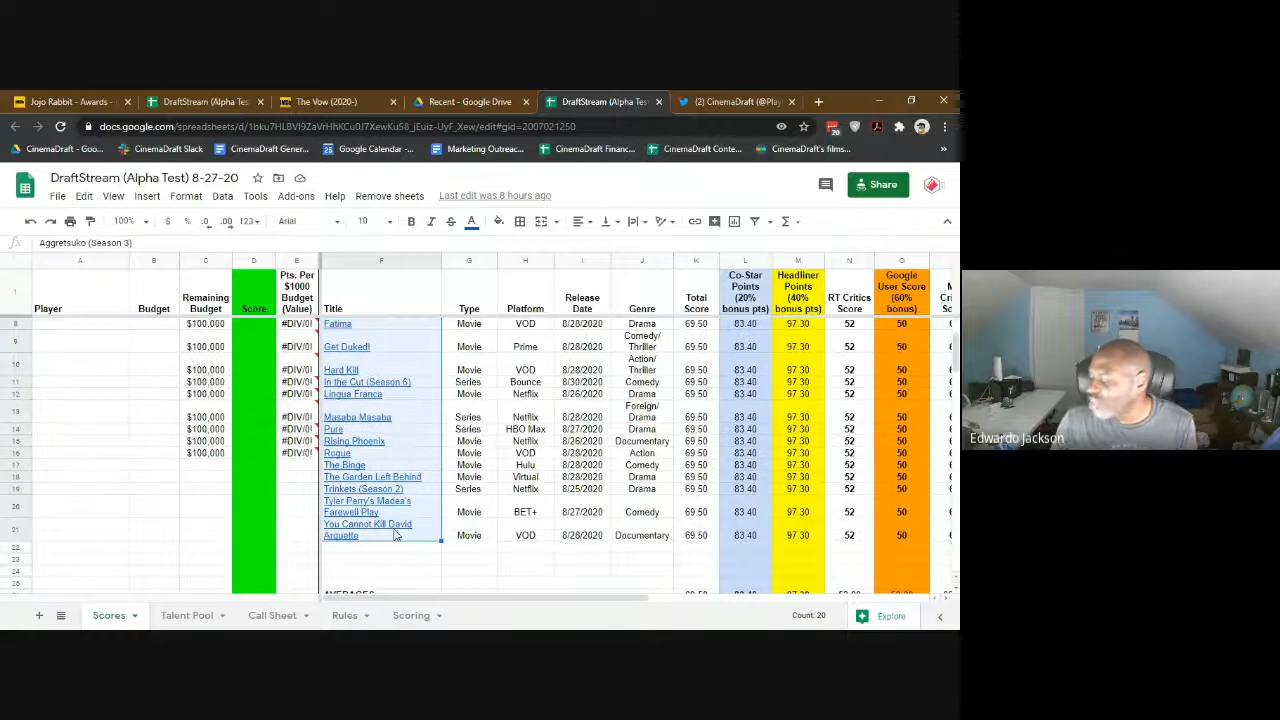 Jojo Rabbit - Awards -
DraftStream (Alpha Tes
The Vow (2020-)
Recent - Google Drive
DraftStream (Alpha Tes
(2) CinemaDraft (@Play
docs.google.com/spreadsheets/d/1bku7HLBVI9ZaVrHhKCu0J7XewKu58_jEuiz-UyF_Xew/edit#gid=2007021250
20
CinemaDraft - Goo...
CinemaDraft Slack
CinemaDraft Gener...
Google Calendar -...
Marketing Outreac...
CinemaDraft Financ...
CinemaDraft Conte...
CinemaDraft's films...
DraftStream (Alpha Test) 8-27-20
File Edit View Insert Format Data Tools Add-ons Help Remove sheets Last edit was 8 hours ago
Share
100% $ % .0 .00 123 Arial 10 B I S A
fx Aggretsuko (Season 3)
A B C D E F G H I J K L M N O
1 Player Budget Remaining Budget Score Pts. Per $1000 Budget (Value) Title Type Platform Release Date Genre Total Score Co-Star Points (20% bonus pts) Headliner Points (40% bonus pts) RT Critics Score Google User Score (60% bonus)
8 $100,000 #DIV/0! Fatima Movie VOD 8/28/2020 Drama 69.50 83.40 97.30 52 50
9 $100,000 #DIV/0! Get Duked! Movie Prime 8/28/2020 Comedy/ Thriller 69.50 83.40 97.30 52 50
10 $100,000 #DIV/0! Hard Kill Movie VOD 8/28/2020 Action/ Thriller 69.50 83.40 97.30 52 50
11 $100,000 #DIV/0! In the Cut (Season 6) Series Bounce 8/30/2020 Comedy 69.50 83.40 97.30 52 50
12 $100,000 #DIV/0! Lingua Franca Movie Netflix 8/26/2020 Drama 69.50 83.40 97.30 52 50
13 $100,000 #DIV/0! Masaba Masaba Series Netflix 8/28/2020 Foreign/ Drama 69.50 83.40 97.30 52 50
14 $100,000 #DIV/0! Pure Series HBO Max 8/27/2020 Drama 69.50 83.40 97.30 52 50
15 $100,000 #DIV/0! Rising Phoenix Movie Netflix 8/26/2020 Documentary 69.50 83.40 97.30 52 50
16 $100,000 #DIV/0! Rogue Movie VOD 8/28/2020 Action 69.50 83.40 97.30 52 50
17 The Binge Movie Hulu 8/28/2020 Comedy 69.50 83.40 97.30 52 50
18 The Garden Left Behind Movie Virtual 8/28/2020 Drama 69.50 83.40 97.30 52 50
19 Trinkets (Season 2) Series Netflix 8/25/2020 Drama 69.50 83.40 97.30 52 50
20 Tyler Perry's Madea's Farewell Play Movie BET+ 8/27/2020 Comedy 69.50 83.40 97.30 52 50
21 You Cannot Kill David Arquette Movie VOD 8/28/2020 Documentary 69.50 83.40 97.30 52 50
22
23
24
25
Scores Talent Pool Call Sheet Rules Scoring
Count: 20
Explore
Edwardo Jackson